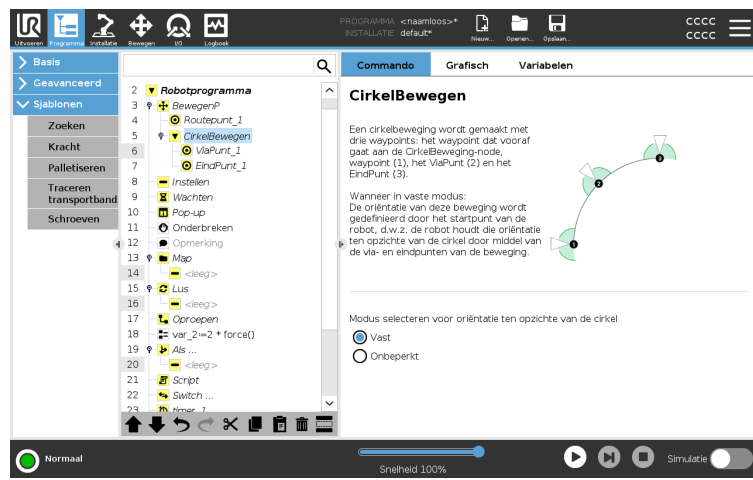 UR
PROGRAMMA <naamloos>*
INSTALLATIE default*
cccc
cccc
Uitvoeren Programma Installatie Bewegen I/O Logboek Nieuw... Openen... Opslaan...
Basis
Geavanceerd
Sjablonen
Zoeken
Kracht
Palletiseren
Traceren
transportband
Schroeven
2 Robotprogramma
3 BewegenP
4 Routepunt_1
5 CirkelBewegen
6 ViaPunt_1
7 EindPunt_1
8 Instellen
9 Wachten
10 Pop-up
11 Onderbreken
12 Opmerking
13 Map
14 <leeg>
15 Lus
16 <leeg>
17 Oproepen
18 var_2:=2 * force()
19 Als ...
20 <leeg>
21 Script
22 Switch ...
23 timer_1
Commando Grafisch Variabelen
CirkelBewegen
Een cirkelbeweging wordt gemaakt met
drie waypoints: het waypoint dat vooraf
gaat aan de CirkelBeweging-node,
waypoint (1), het ViaPunt (2) en het
EindPunt (3).
Wanneer in vaste modus:
De oriëntatie van deze beweging wordt
gedefinieerd door het startpunt van de
robot, d.w.z. de robot houdt die oriëntatie
ten opzichte van de cirkel door middel van
de via- en eindpunten van de beweging.
3
2
1
Modus selecteren voor oriëntatie ten opzichte van de cirkel
Vast
Onbeperkt
Normaal
Snelheid 100%
Simulatie